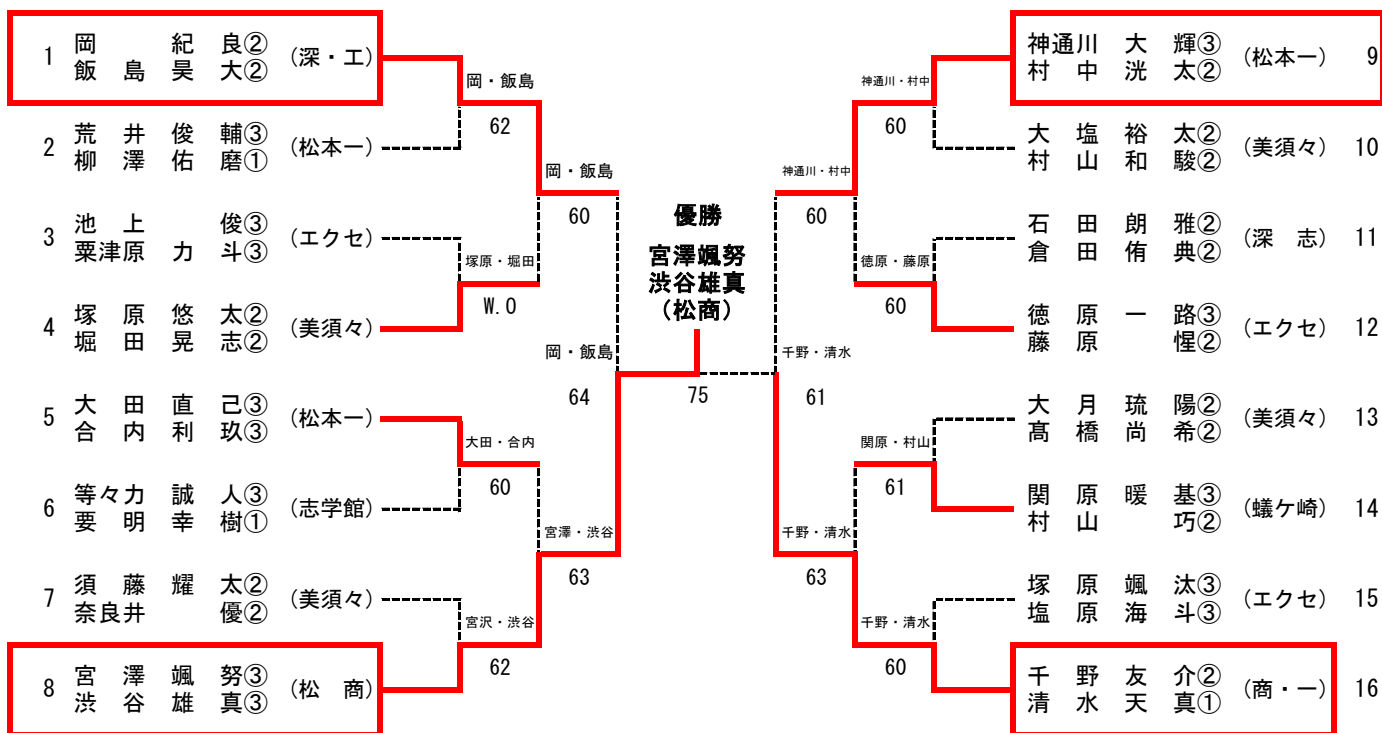 1 岡 紀 良② (深・工)
飯 島 昊 大②
2 荒 井 俊 輔③ (松本一)
柳 澤 佑 磨①
3 池 上 俊③ (エクセ)
粟津原 力 斗③
4 塚 原 悠 太② (美須々)
堀 田 晃 志②
5 大 田 直 己③ (松本一)
合 内 利 玖③
6 等々力 誠 人③ (志学館)
要 明 幸 樹①
7 須 藤 耀 太② (美須々)
奈良井 優②
8 宮 澤 颯 努③ (松 商)
渋 谷 雄 真③
岡・飯島
62
塚原・堀田
W.O
大田・合内
60
宮沢・渋谷
62
岡・飯島
60
宮澤・渋谷
63
岡・飯島
64
優勝
宮澤颯努
渋谷雄真
(松商)
75
千野・清水
61
神通川・村中
60
千野・清水
63
神通川・村中
60
徳原・藤原
60
関原・村山
61
千野・清水
60
神通川 大 輝③ (松本一) 9
村 中 洸 太②
大 塩 裕 太② (美須々) 10
村 山 和 駿②
石 田 朗 雅② (深 志) 11
倉 田 侑 典②
徳 原 一 路③ (エクセ) 12
藤 原 惺②
大 月 琉 陽② (美須々) 13
髙 橋 尚 希②
関 原 暖 基③ (蟻ケ崎) 14
村 山 巧②
塚 原 颯 汰③ (エクセ) 15
塩 原 海 斗③
千 野 友 介② (商・一) 16
清 水 天 真①